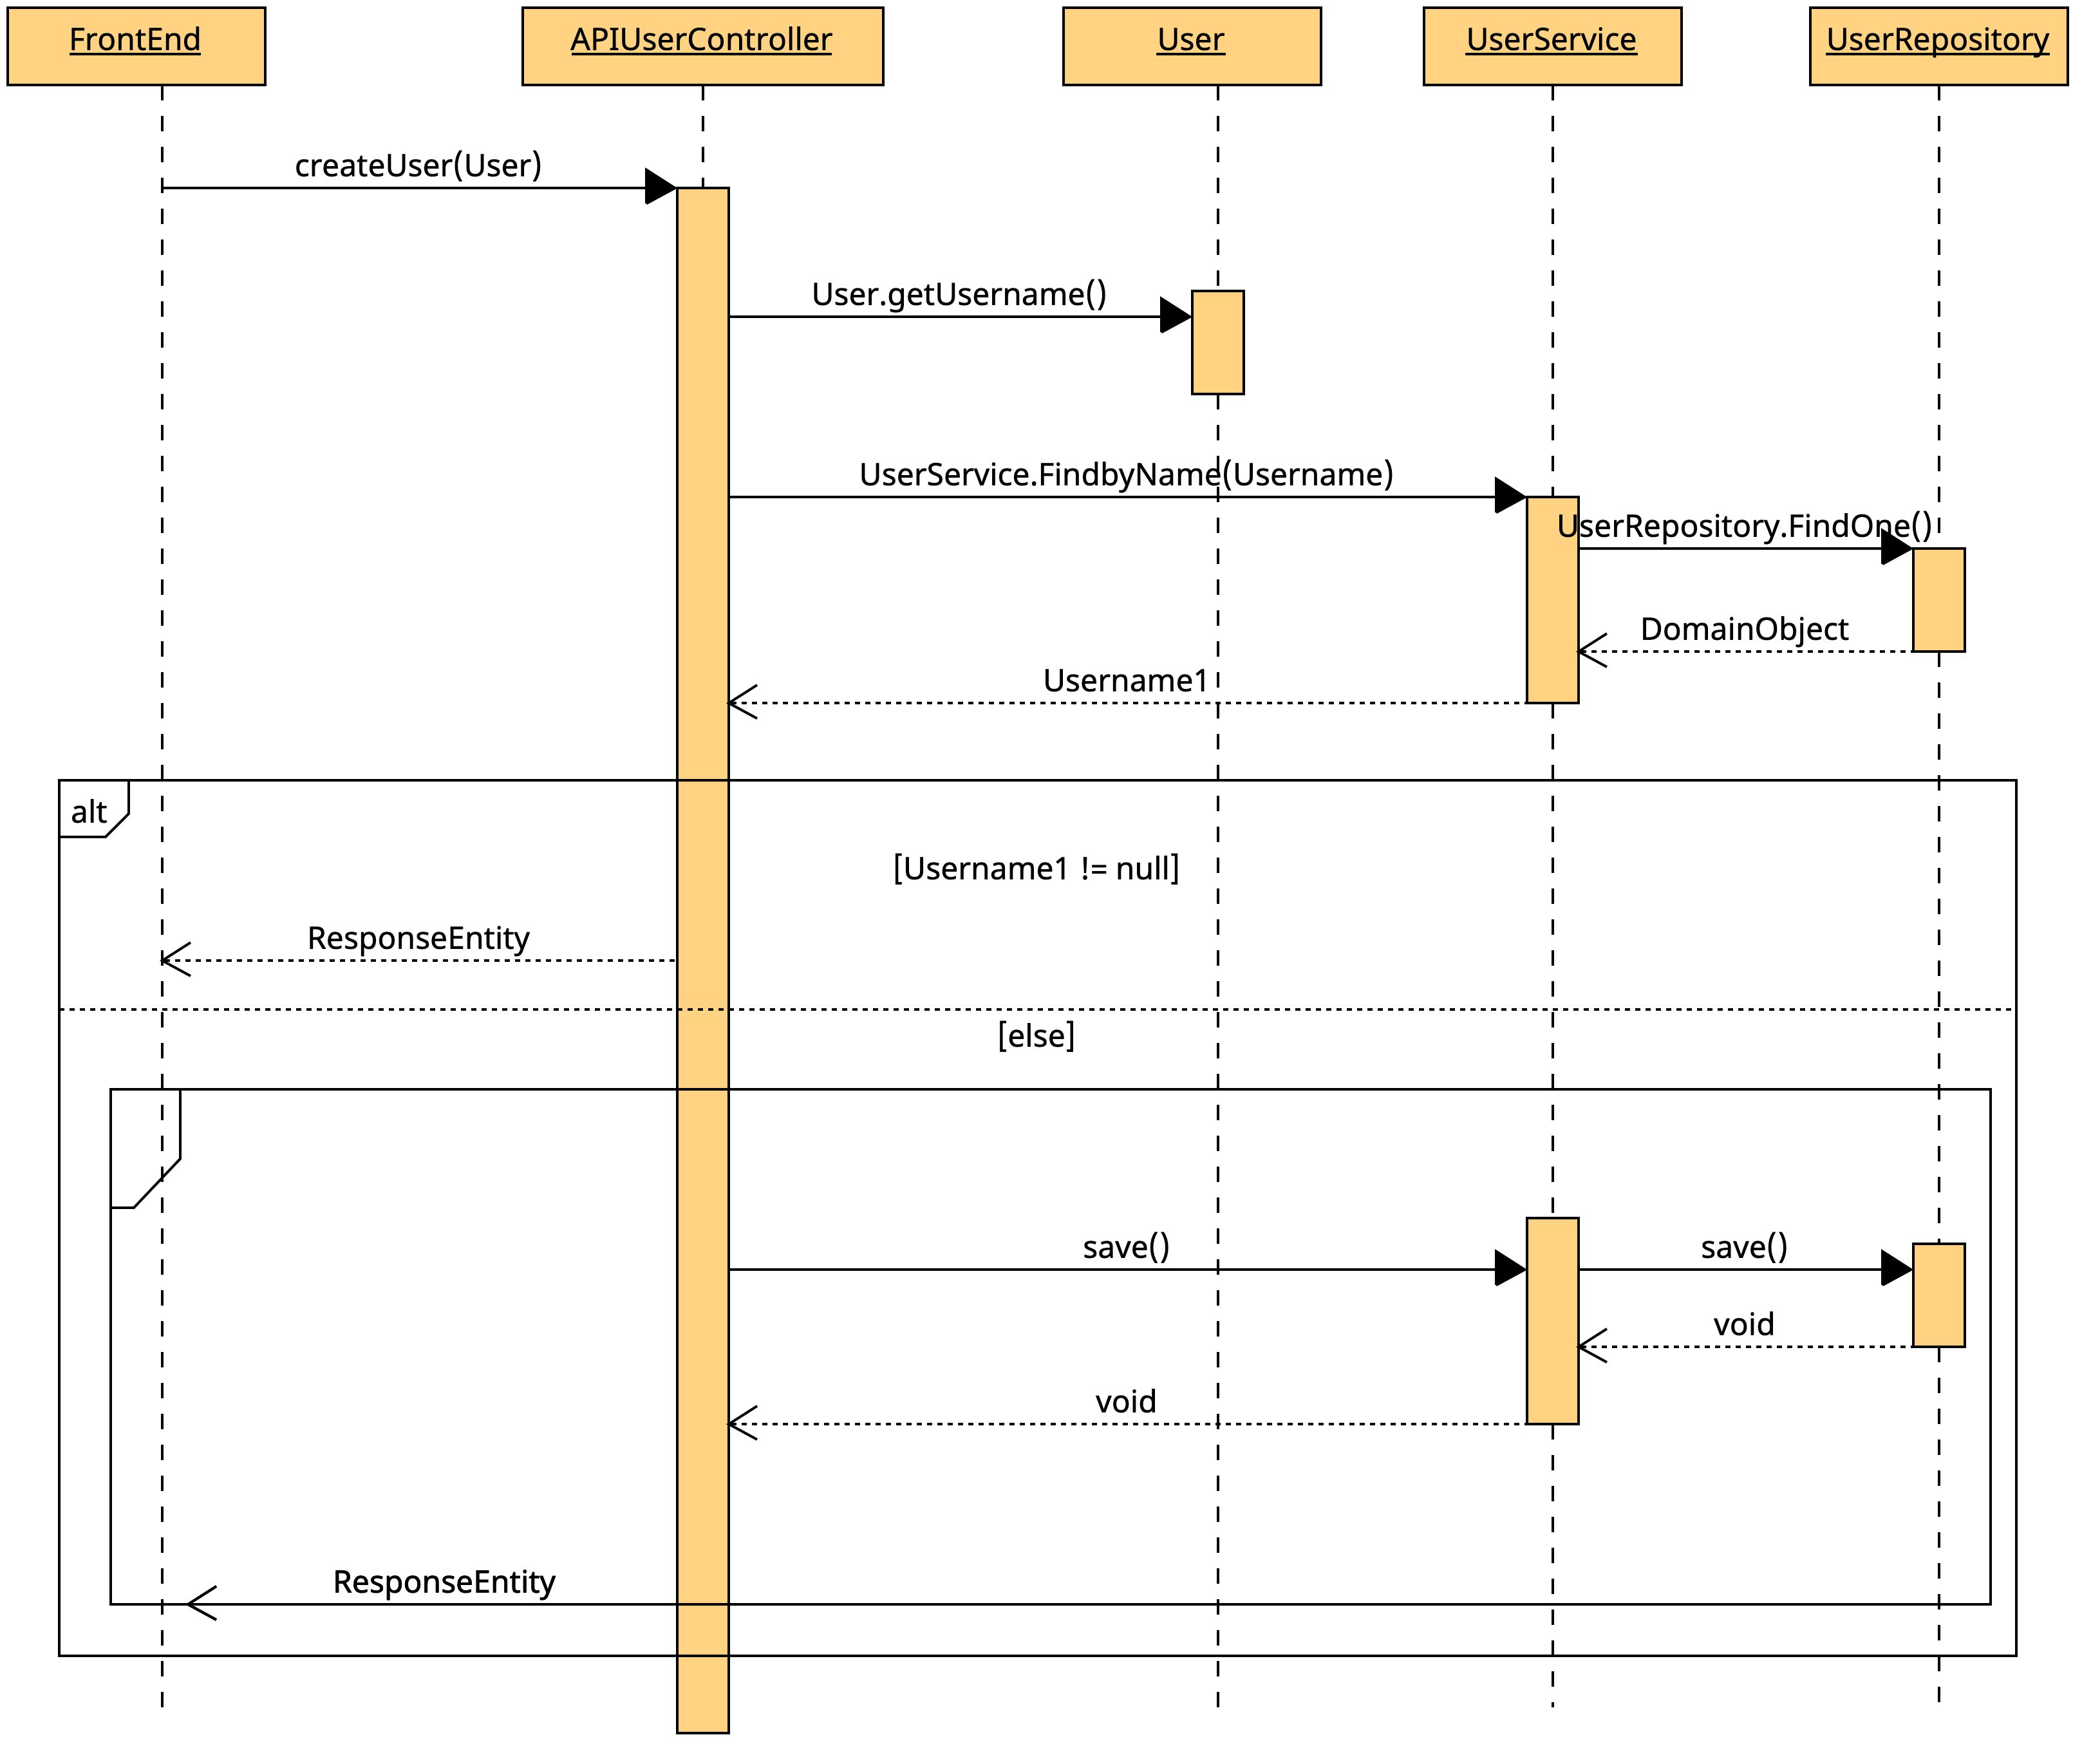 FrontEnd
APIUserController
User
UserService
UserRepository
createUser(User)
User.getUsername()
UserService.FindbyName(Username)
UserRepository.FindOne()
DomainObject
Username1
alt
[Username1 != null]
ResponseEntity
[else]
save()
save()
void
void
ResponseEntity